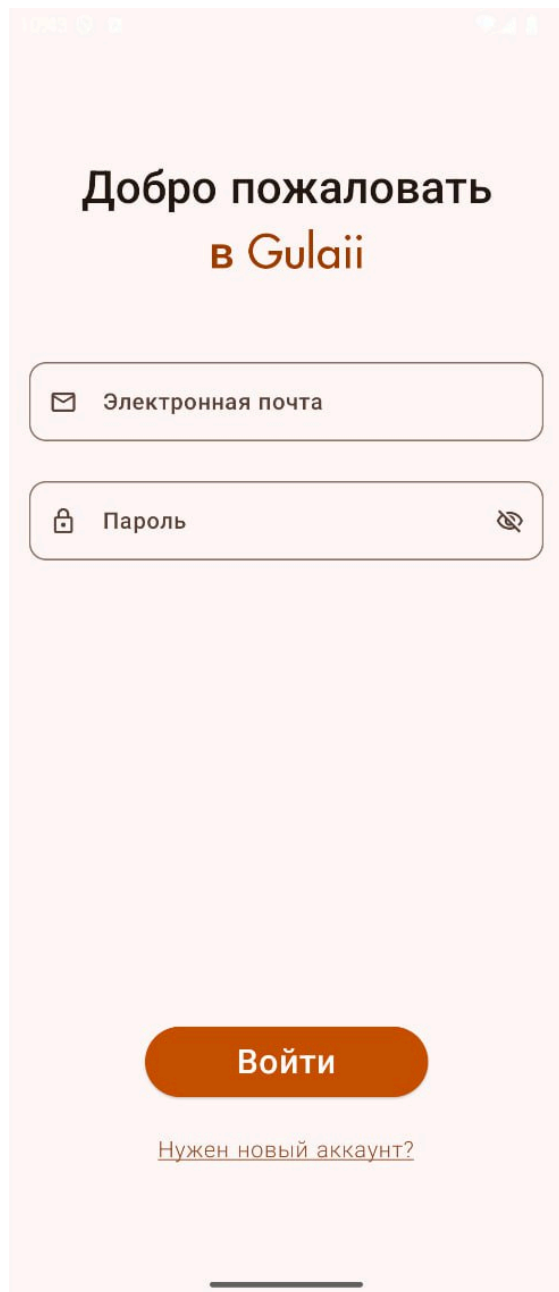 Добро пожаловать
в Gulaii
Электронная почта
Пароль
Войти
Нужен новый аккаунт?